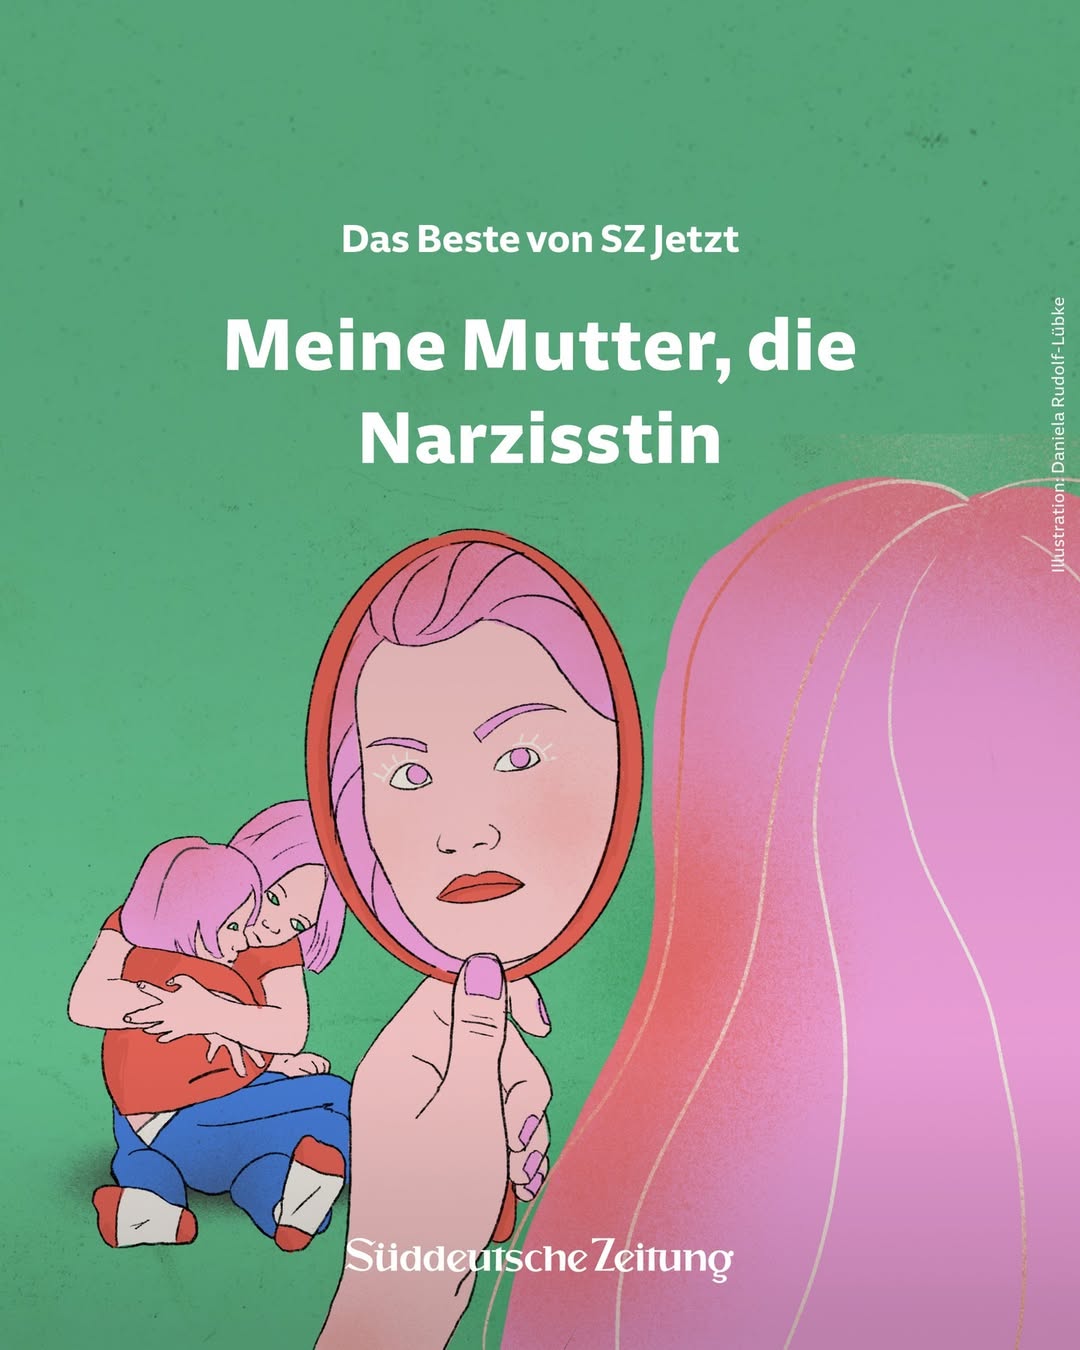 Das Beste von SZ Jetzt
Meine Mutter, die
Narzisstin
Illustration: Daniela Rudolf-Lübke
Süddeutsche Zeitung